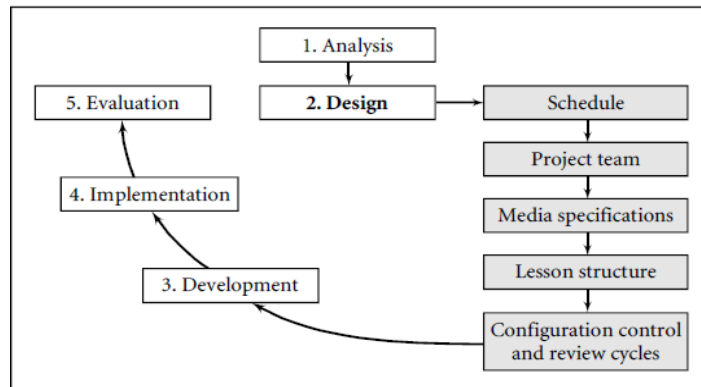 1. Analysis
2. Design
Schedule
Project team
Media specifications
Lesson structure
Configuration control
and review cycles
3. Development
4. Implementation
5. Evaluation